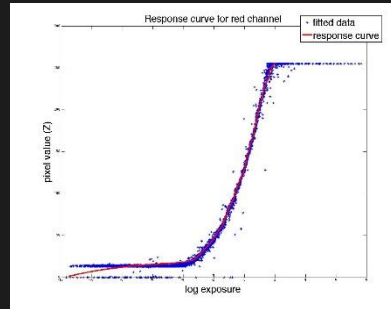 Response curve for red channel
fitted data
response curve
pixel value (Z)
log exposure